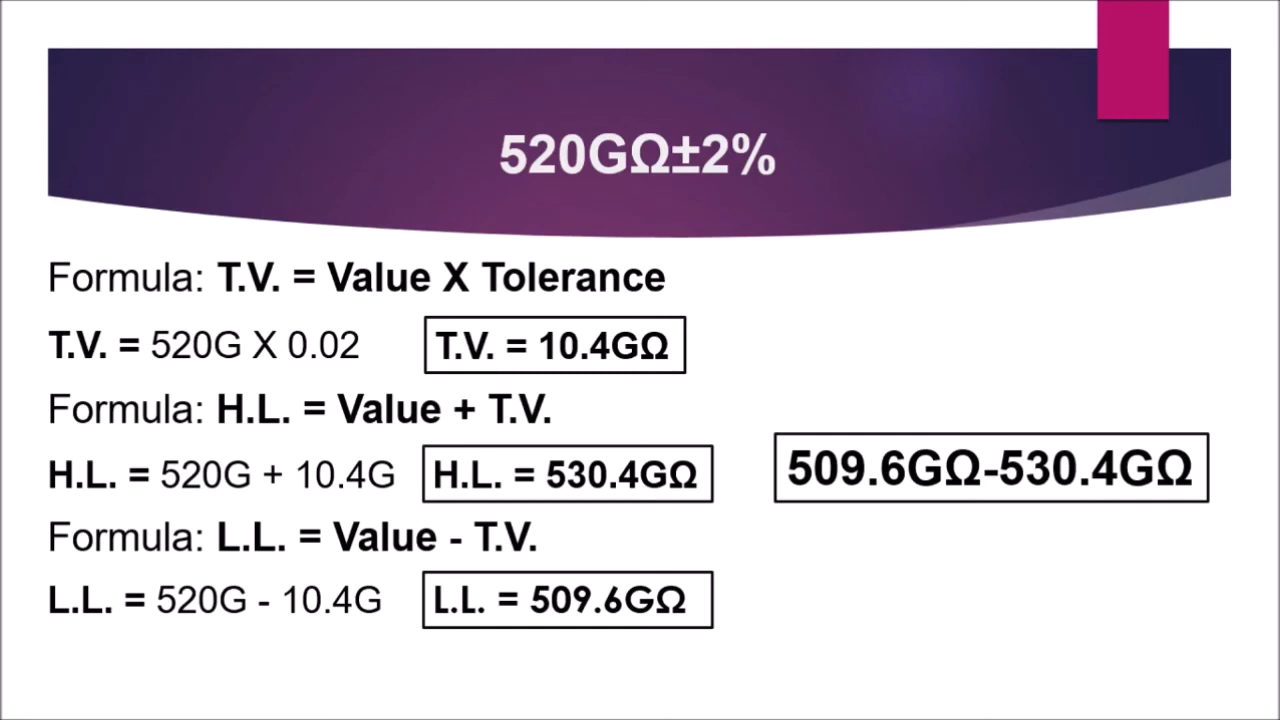 520GΩ±2%
Formula: T.V. = Value X Tolerance
T.V. = 520G X 0.02 T.V. = 10.4GΩ
Formula: H.L. = Value + T.V.
H.L. = 520G + 10.4G H.L. = 530.4GΩ
509.6GΩ-530.4GΩ
Formula: L.L. = Value - T.V.
L.L. = 520G - 10.4G L.L. = 509.6GΩ